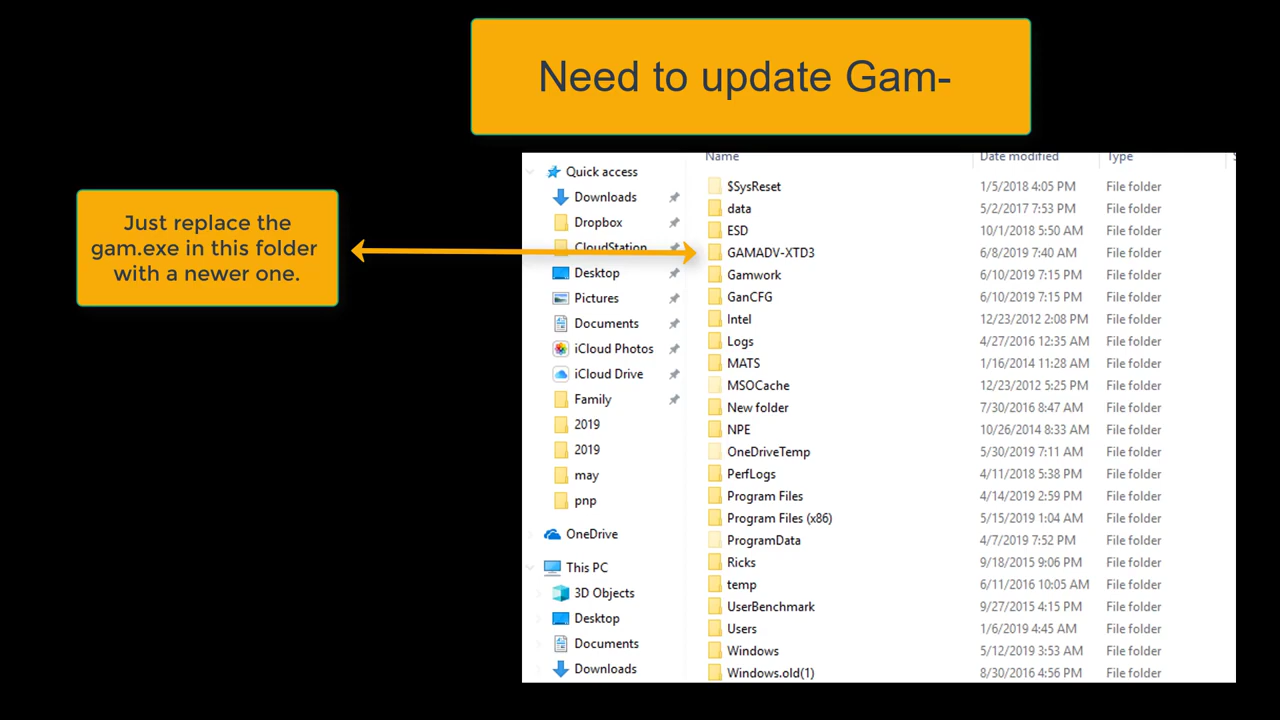 Need to update Gam-
Just replace the
gam.exe in this folder
with a newer one.
Quick access
Downloads
Dropbox
CloudStation
Desktop
Pictures
Documents
iCloud Photos
iCloud Drive
Family
2019
2019
may
pnp
OneDrive
This PC
3D Objects
Desktop
Documents
Downloads
Name Date modified Type
$SysReset 1/5/2018 4:05 PM File folder
data 5/2/2017 7:53 PM File folder
ESD 10/1/2018 5:50 AM File folder
GAMADV-XTD3 6/8/2019 7:40 AM File folder
Gamwork 6/10/2019 7:15 PM File folder
GanCFG 6/10/2019 7:15 PM File folder
Intel 12/23/2012 2:08 PM File folder
Logs 4/27/2016 12:35 AM File folder
MATS 1/16/2014 11:28 AM File folder
MSOCache 12/23/2012 5:25 PM File folder
New folder 7/30/2016 8:47 AM File folder
NPE 10/26/2014 8:33 AM File folder
OneDriveTemp 5/30/2019 7:11 AM File folder
PerfLogs 4/11/2018 5:38 PM File folder
Program Files 4/14/2019 2:59 PM File folder
Program Files (x86) 5/15/2019 1:04 AM File folder
ProgramData 4/7/2019 7:52 PM File folder
Ricks 9/18/2015 9:06 PM File folder
temp 6/11/2016 10:05 AM File folder
UserBenchmark 9/27/2015 4:15 PM File folder
Users 1/6/2019 4:45 AM File folder
Windows 5/12/2019 3:53 AM File folder
Windows.old(1) 8/30/2016 4:56 PM File folder